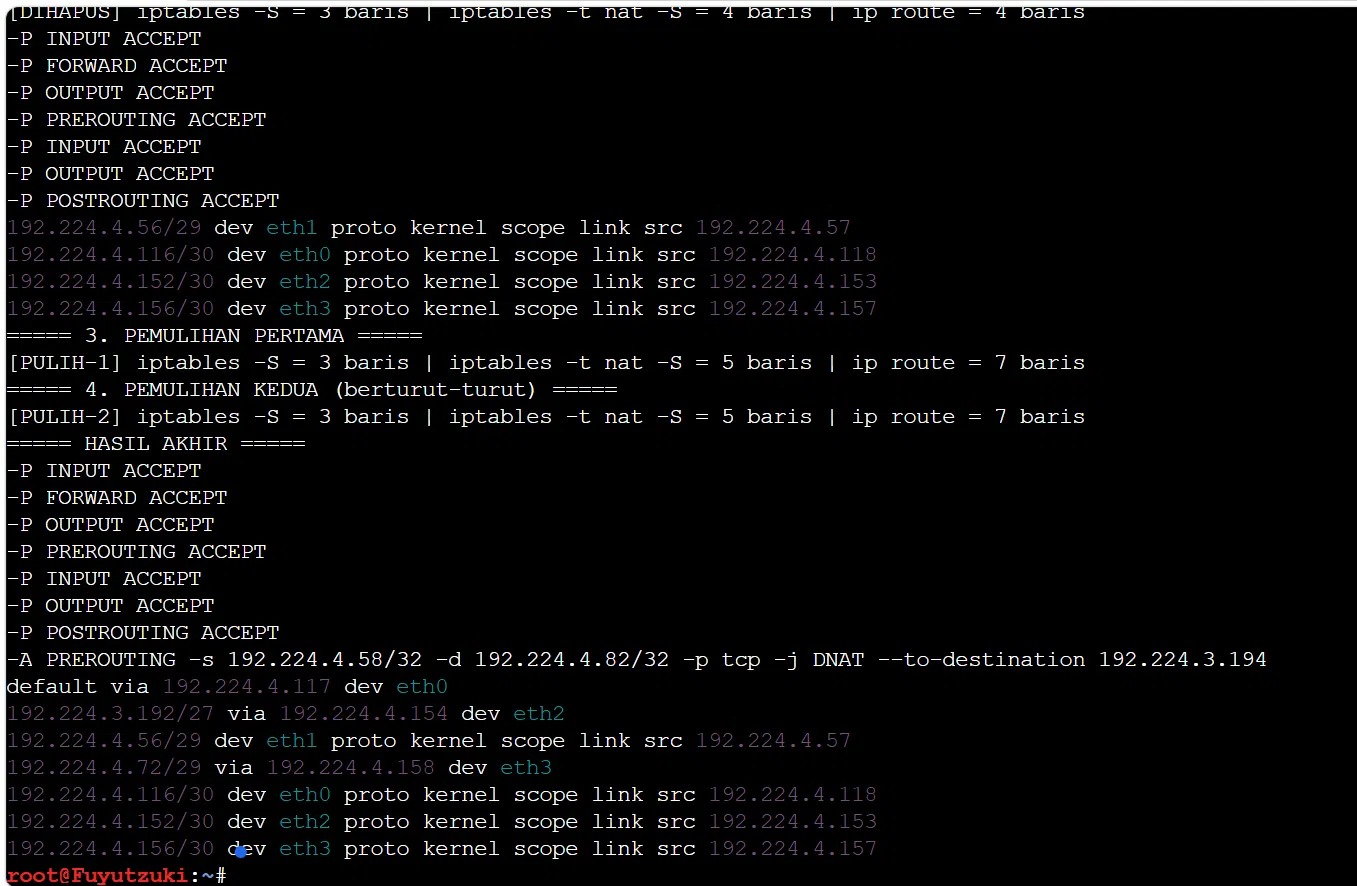 [DIHAPUS] iptables -S = 3 baris | iptables -t nat -S = 4 baris | ip route = 4 baris
-P INPUT ACCEPT
-P FORWARD ACCEPT
-P OUTPUT ACCEPT
-P PREROUTING ACCEPT
-P INPUT ACCEPT
-P OUTPUT ACCEPT
-P POSTROUTING ACCEPT
192.224.4.56/29 dev eth1 proto kernel scope link src 192.224.4.57
192.224.4.116/30 dev eth0 proto kernel scope link src 192.224.4.118
192.224.4.152/30 dev eth2 proto kernel scope link src 192.224.4.153
192.224.4.156/30 dev eth3 proto kernel scope link src 192.224.4.157
===== 3. PEMULIHAN PERTAMA =====
[PULIH-1] iptables -S = 3 baris | iptables -t nat -S = 5 baris | ip route = 7 baris
===== 4. PEMULIHAN KEDUA (berturut-turut) =====
[PULIH-2] iptables -S = 3 baris | iptables -t nat -S = 5 baris | ip route = 7 baris
===== HASIL AKHIR =====
-P INPUT ACCEPT
-P FORWARD ACCEPT
-P OUTPUT ACCEPT
-P PREROUTING ACCEPT
-P INPUT ACCEPT
-P OUTPUT ACCEPT
-P POSTROUTING ACCEPT
-A PREROUTING -s 192.224.4.58/32 -d 192.224.4.82/32 -p tcp -j DNAT --to-destination 192.224.3.194
default via 192.224.4.117 dev eth0
192.224.3.192/27 via 192.224.4.154 dev eth2
192.224.4.56/29 dev eth1 proto kernel scope link src 192.224.4.57
192.224.4.72/29 via 192.224.4.158 dev eth3
192.224.4.116/30 dev eth0 proto kernel scope link src 192.224.4.118
192.224.4.152/30 dev eth2 proto kernel scope link src 192.224.4.153
192.224.4.156/30 dev eth3 proto kernel scope link src 192.224.4.157
root@Fuyutzuki:~#